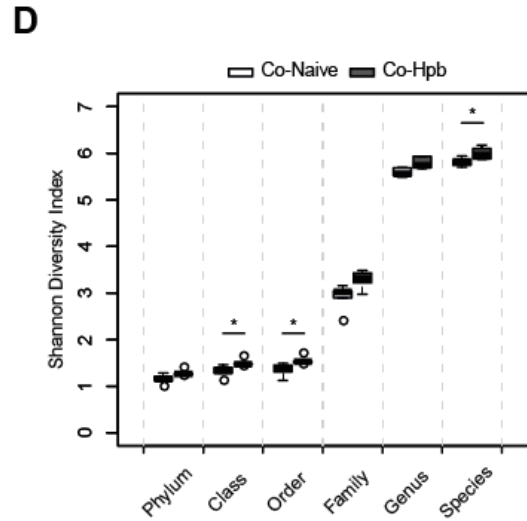 D
Co-Naive Co-Hpb
Shannon Diversity Index
7
6
5
4
3
2
1
0
*
*
*
Phylum
Class
Order
Family
Genus
Species